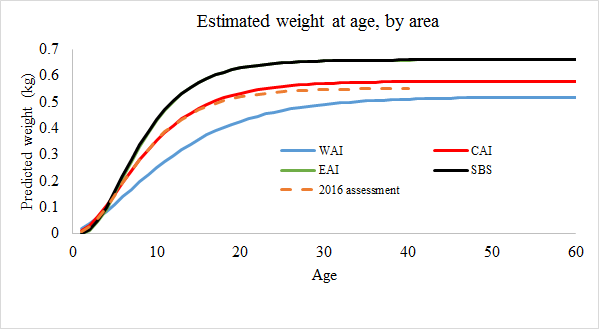 Estimated weight at age, by area
Predicted weight (kg)
0.7
0.6
0.5
0.4
0.3
0.2
0.1
0
WAI CAI
EAI SBS
2016 assessment
0 10 20 30 40 50 60
Age